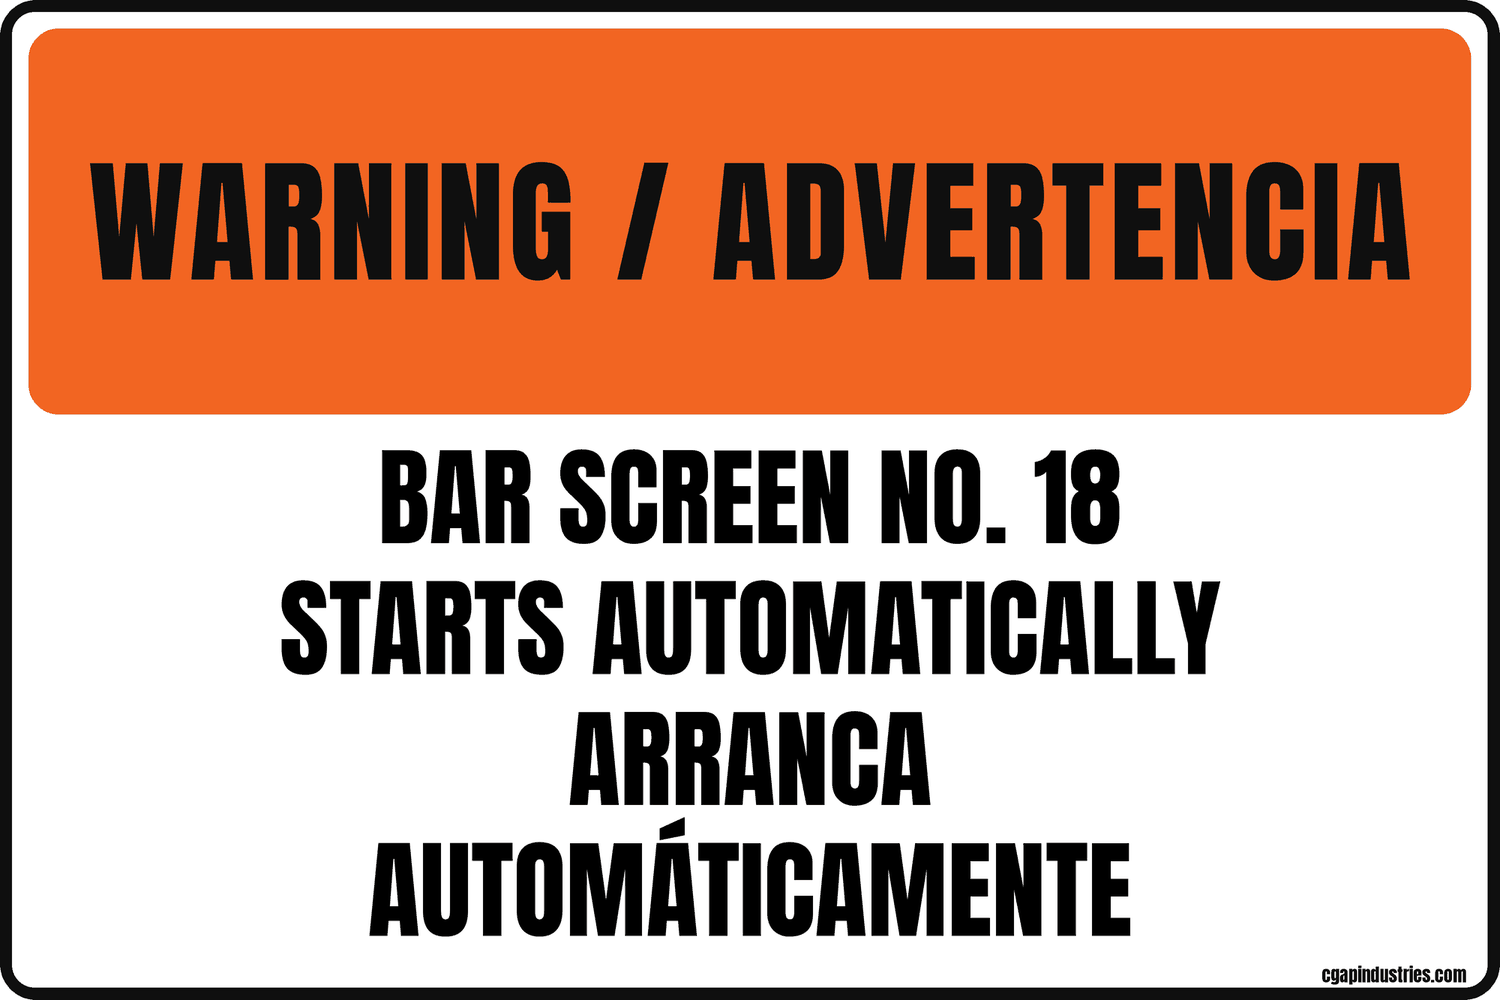 WARNING / ADVERTENCIA
BAR SCREEN NO. 18
STARTS AUTOMATICALLY
ARRANCA
AUTOMÁTICAMENTE
cgapindustries.com